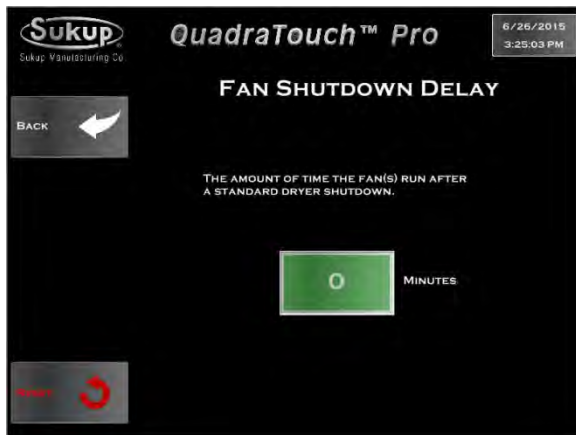 Sukup
Sukup Manufacturing Co.
QuadraTouch™ Pro
6/26/2015
3:25:03 PM
FAN SHUTDOWN DELAY
BACK
THE AMOUNT OF TIME THE FAN(S) RUN AFTER
A STANDARD DRYER SHUTDOWN.
0
MINUTES